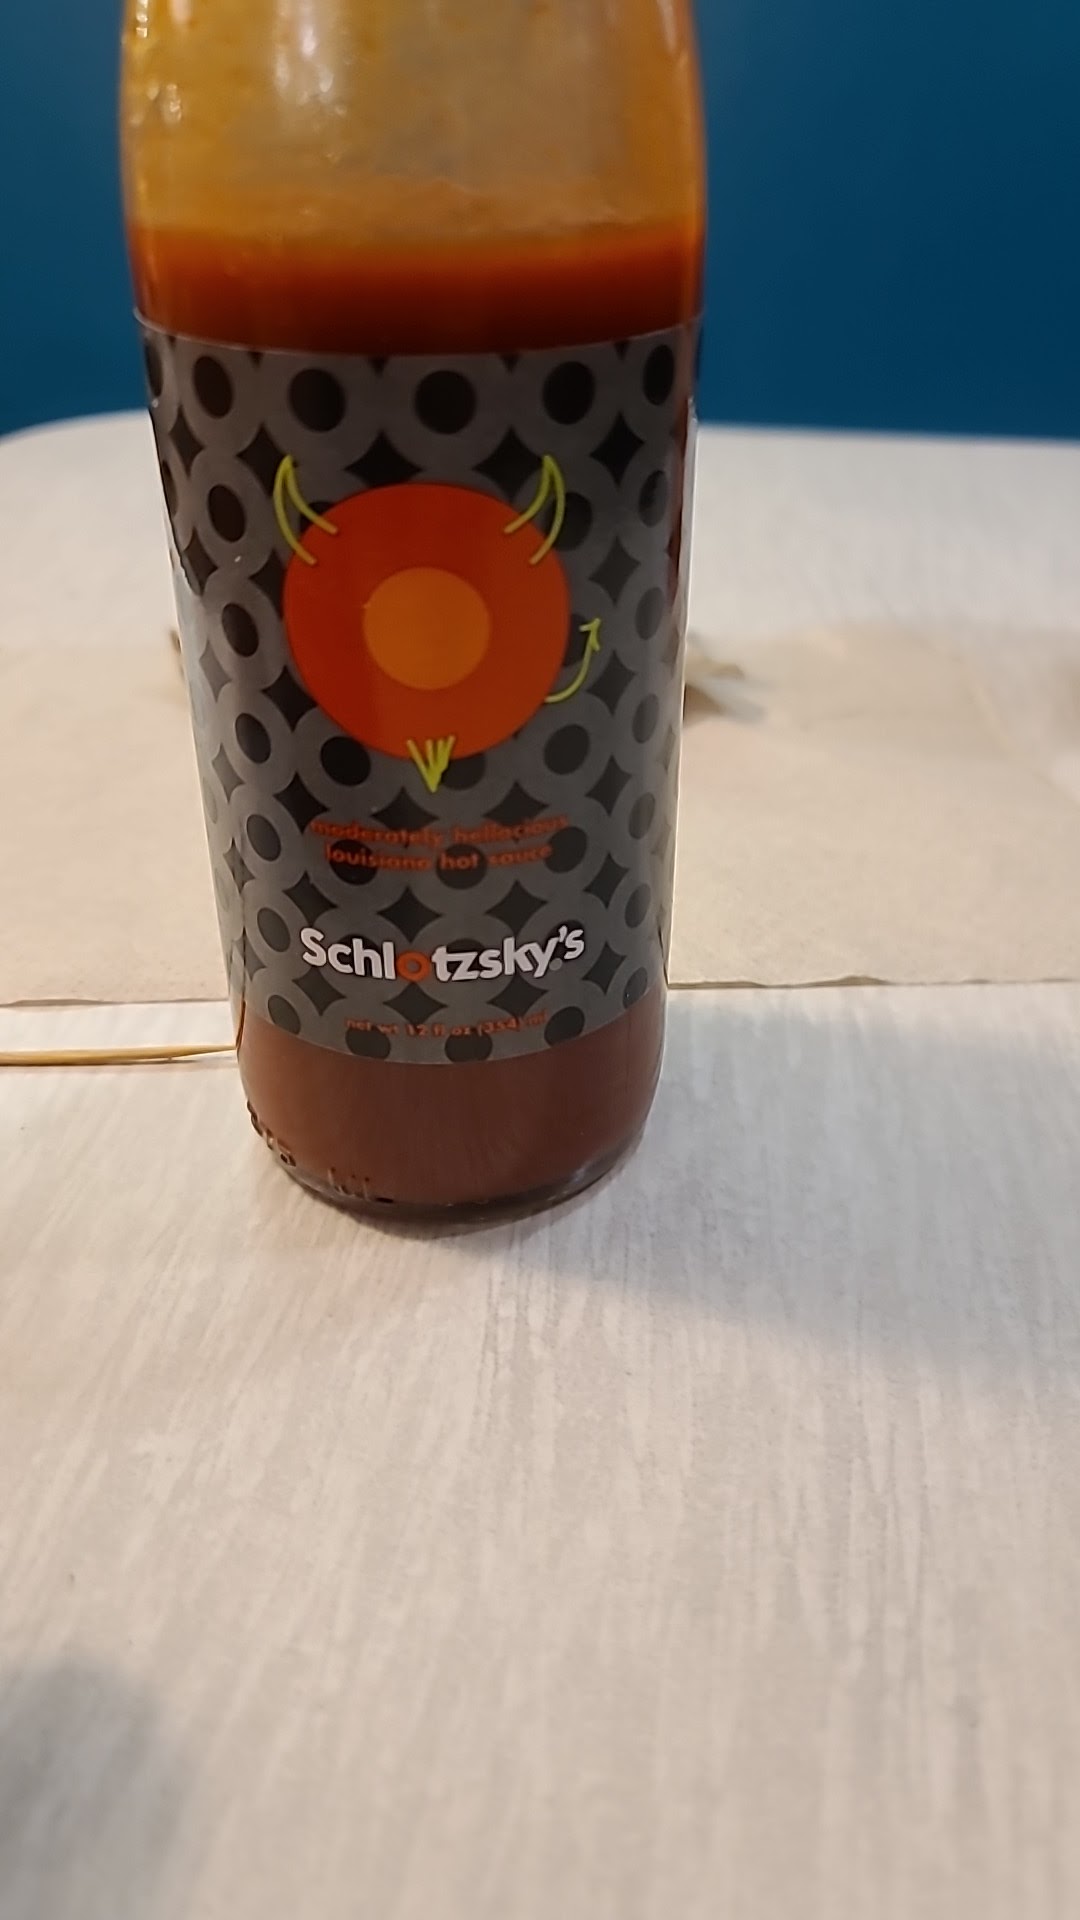 moderately hellacious
louisiana hot sauce
Schlotzsky's
net wt 12 fl oz (354) ml